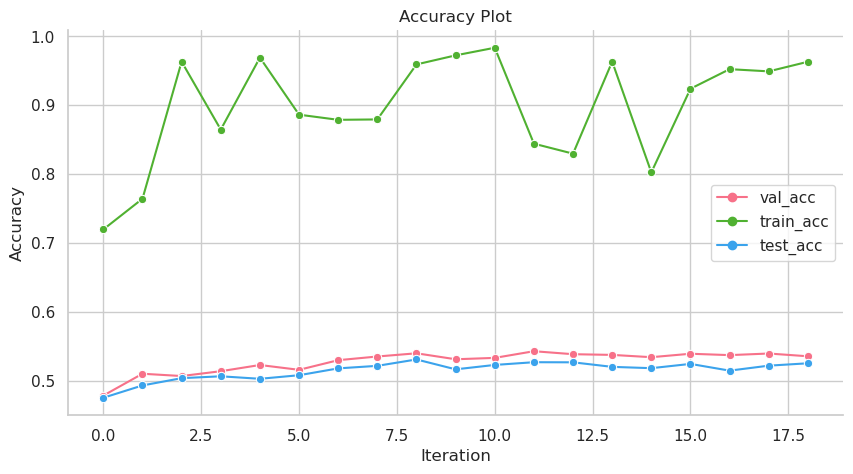 Accuracy Plot
1.0
0.9
0.8
0.7
0.6
0.5
Accuracy
val_acc
train_acc
test_acc
0.0 2.5 5.0 7.5 10.0 12.5 15.0 17.5
Iteration